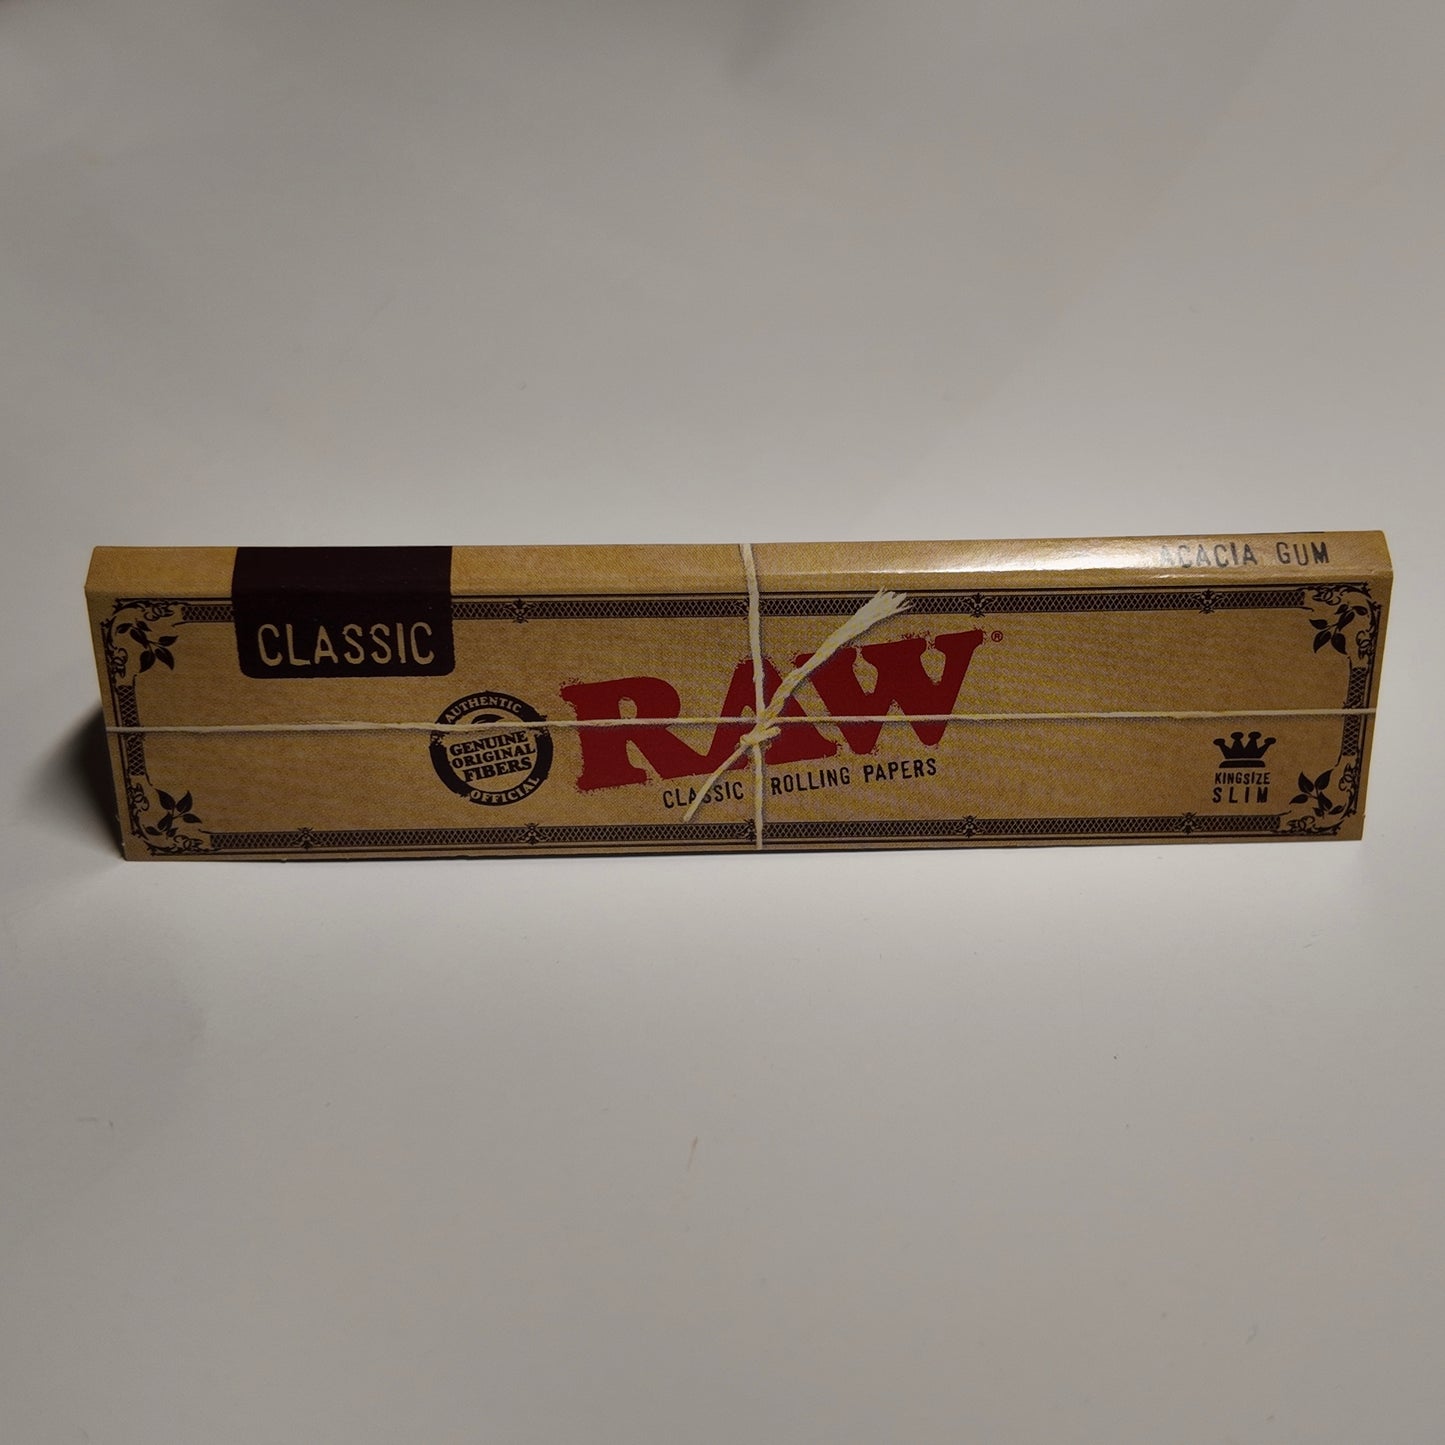 ACACIA GUM
CLASSIC
RAW®
CLASSIC ROLLING PAPERS
AUTHENTIC
GENUINE
ORIGINAL
FIBERS
OFFICIAL
KINGSIZE
SLIM